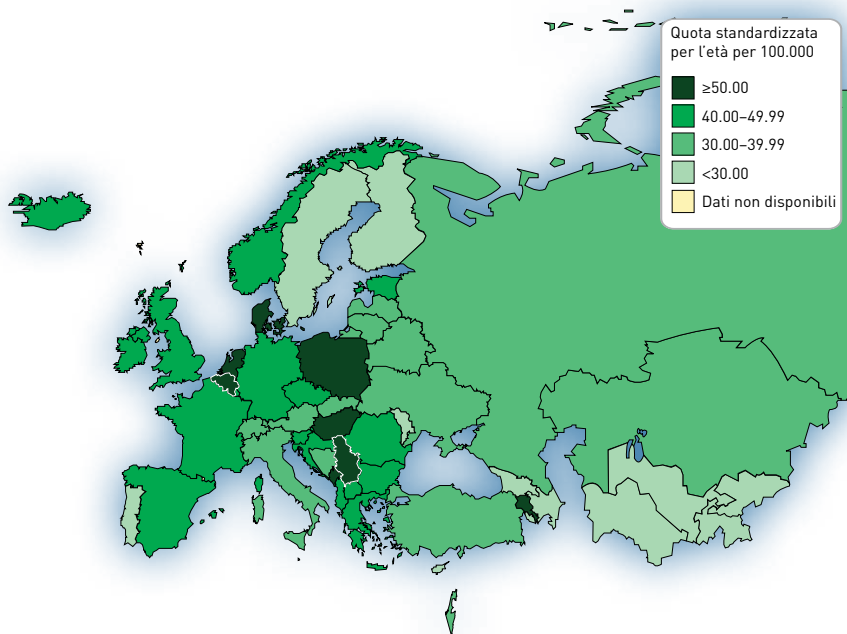 Quota standardizzata
per l'età per 100.000
≥50.00
40.00–49.99
30.00–39.99
<30.00
Dati non disponibili